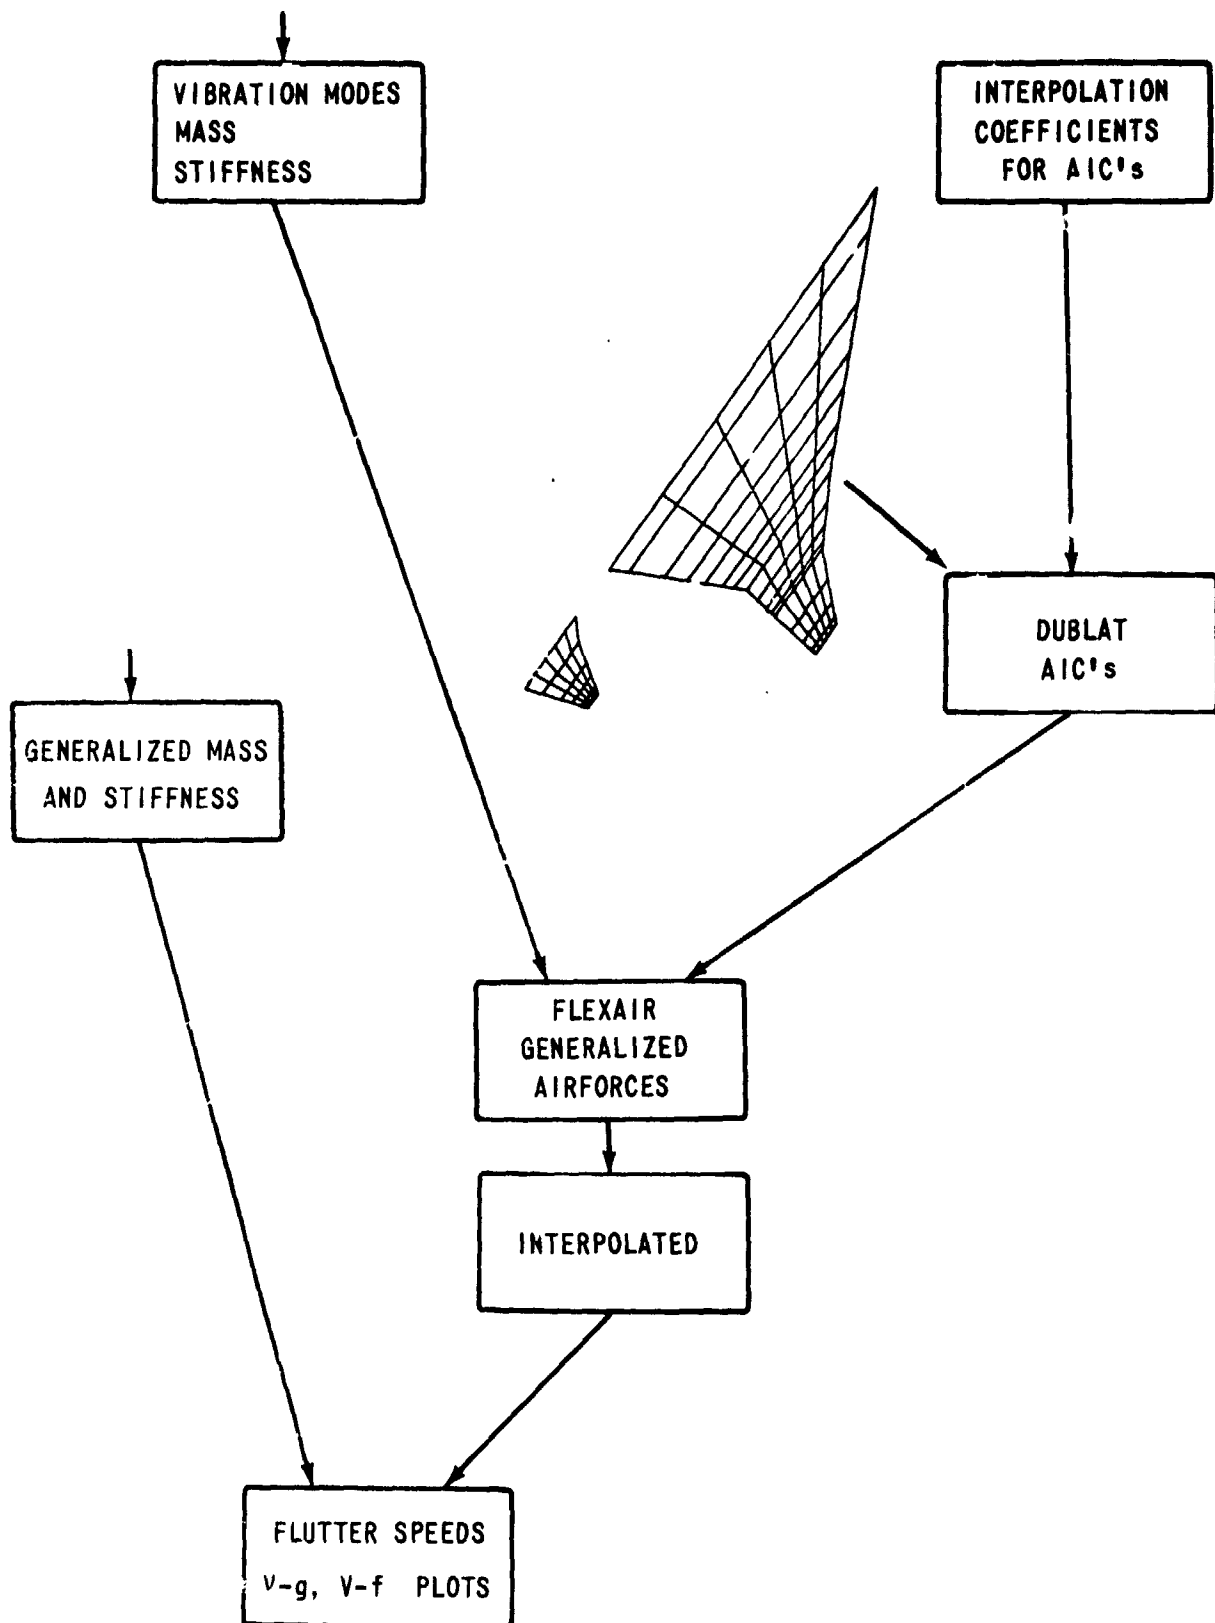 VIBRATION MODES
MASS
STIFFNESS
INTERPOLATION
COEFFICIENTS
FOR AIC's
DUBLAT
AIC's
GENERALIZED MASS
AND STIFFNESS
FLEXAIR
GENERALIZED
AIRFORCES
INTERPOLATED
FLUTTER SPEEDS
V-g, V-f PLOTS